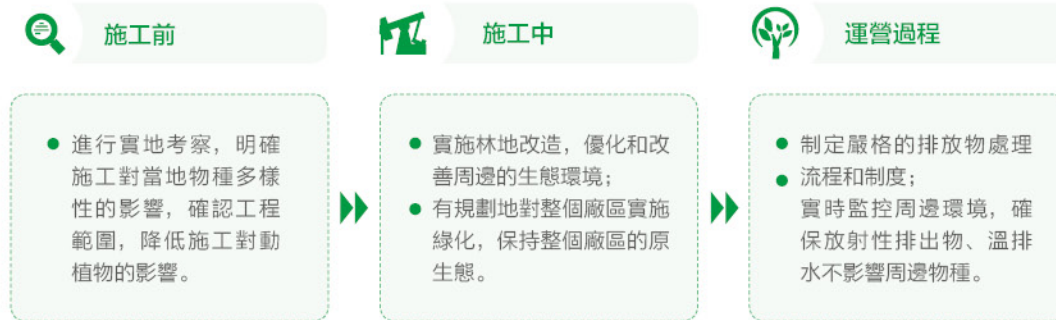 施工前
進行實地考察，明確
施工對當地物種多樣
性的影響，確認工程
範圍，降低施工對動
植物的影響。
施工中
實施林地改造，優化和改
善周邊的生態環境；
有規劃地對整個廠區實施
綠化，保持整個廠區的原
生態。
運營過程
制定嚴格的排放物處理
流程和制度；
實時監控周邊環境，確
保放射性排出物、溫排
水不影響周邊物種。